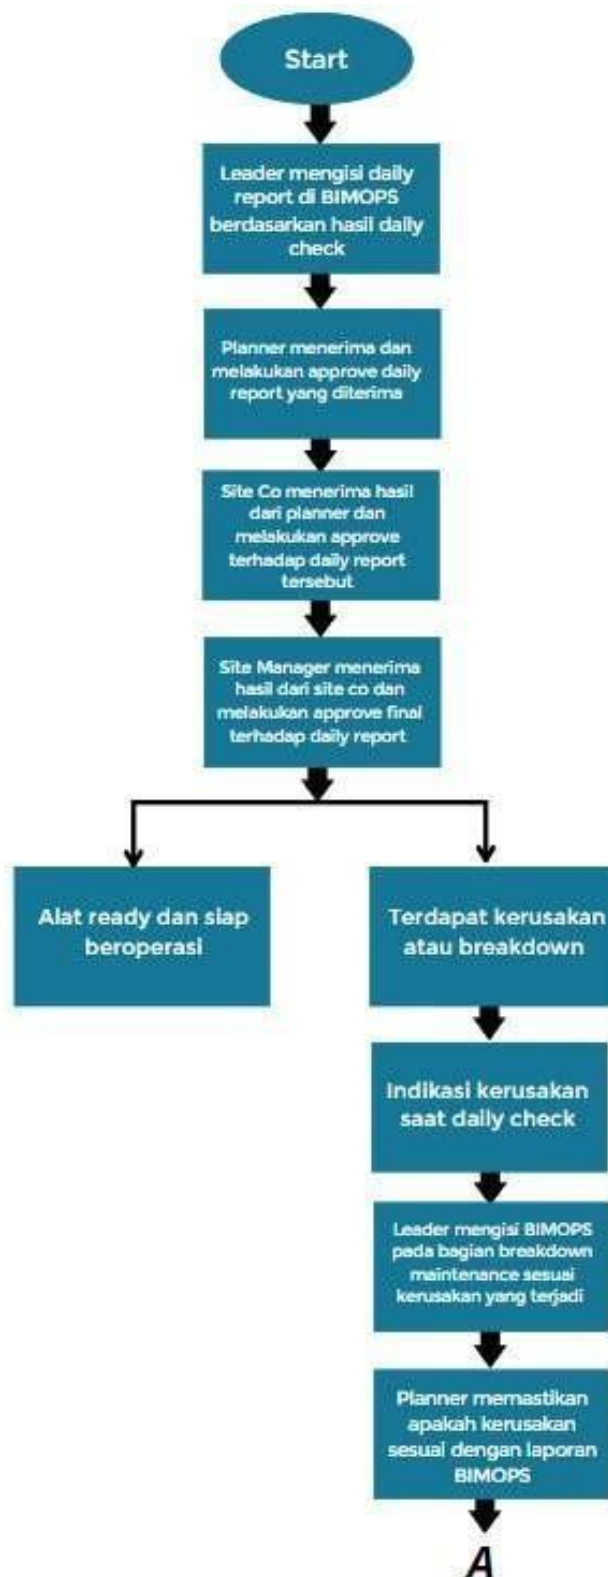 Start
Leader mengisi daily
report di BIMOPS
berdasarkan hasil daily
check
Planner menerima dan
melakukan approve daily
report yang diterima
Site Co menerima hasil
dari planner dan
melakukan approve
terhadap daily report
tersebut
Site Manager menerima
hasil dari site co dan
melakukan approve final
terhadap daily report
Alat ready dan siap
beroperasi
Terdapat kerusakan
atau breakdown
Indikasi kerusakan
saat daily check
Leader mengisi BIMOPS
pada bagian breakdown
maintenance sesuai
kerusakan yang terjadi
Planner memastikan
apakah kerusakan
sesuai dengan laporan
BIMOPS
A